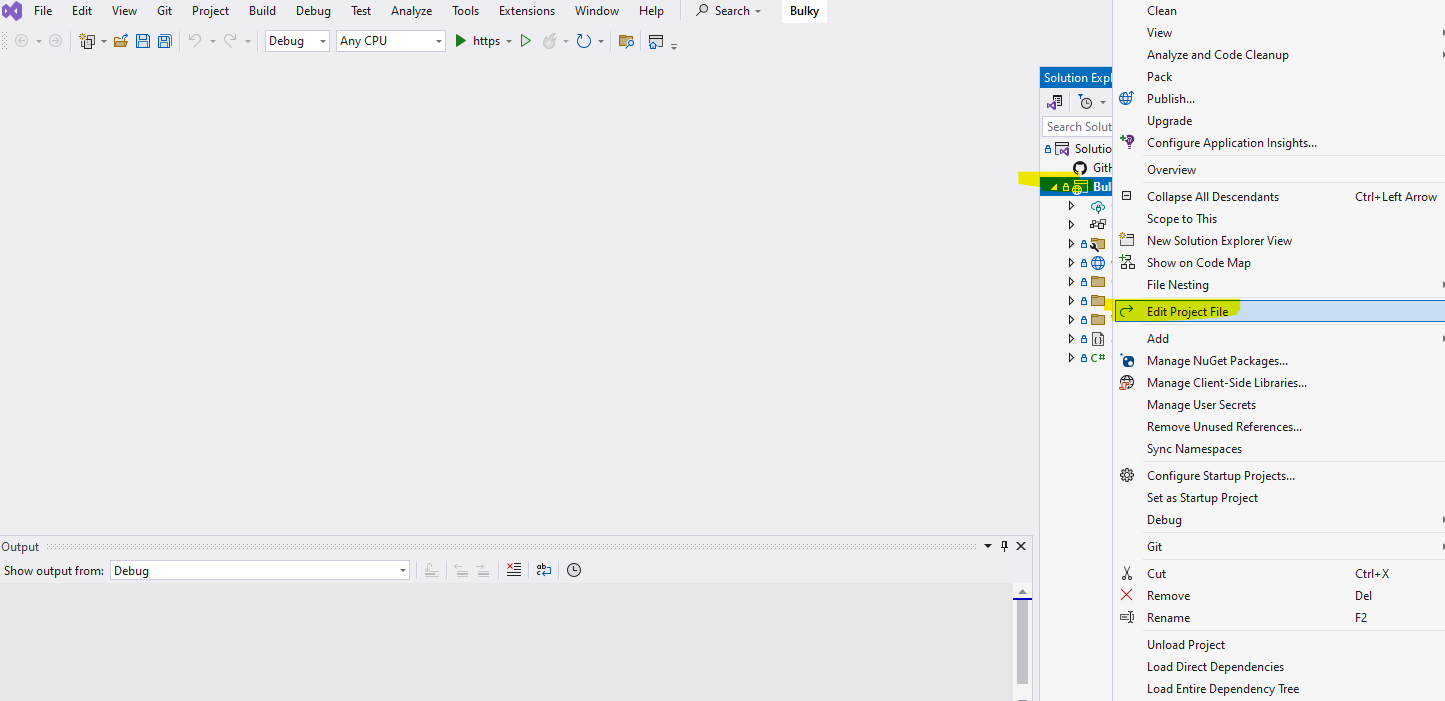 File Edit View Git Project Build Debug Test Analyze Tools Extensions Window Help Search Bulky
Debug Any CPU https
Solution Expl
Search Solut
Solutio
GitH
Bul
C#
Clean
View
Analyze and Code Cleanup
Pack
Publish...
Upgrade
Configure Application Insights...
Overview
Collapse All Descendants Ctrl+Left Arrow
Scope to This
New Solution Explorer View
Show on Code Map
File Nesting
Edit Project File
Add
Manage NuGet Packages...
Manage Client-Side Libraries...
Manage User Secrets
Remove Unused References...
Sync Namespaces
Configure Startup Projects...
Set as Startup Project
Debug
Git
Cut Ctrl+X
Remove Del
Rename F2
Unload Project
Load Direct Dependencies
Load Entire Dependency Tree
Output
Show output from: Debug